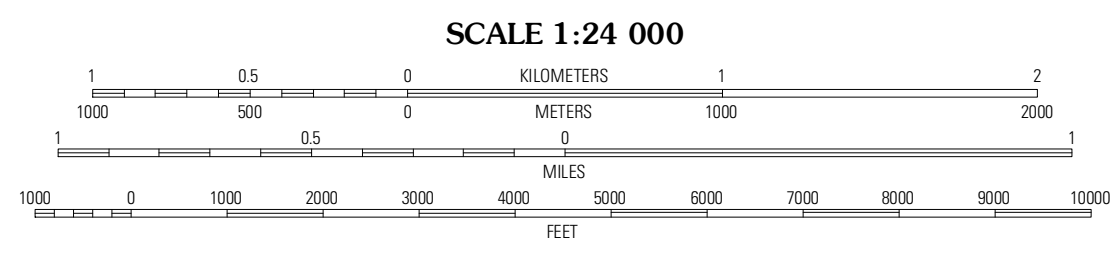 SCALE 1:24 000
1 0.5 0 KILOMETERS 1 2
1000 500 0 METERS 1000 2000
1 0.5 0 1
MILES
1000 0 1000 2000 3000 4000 5000 6000 7000 8000 9000 10000
FEET